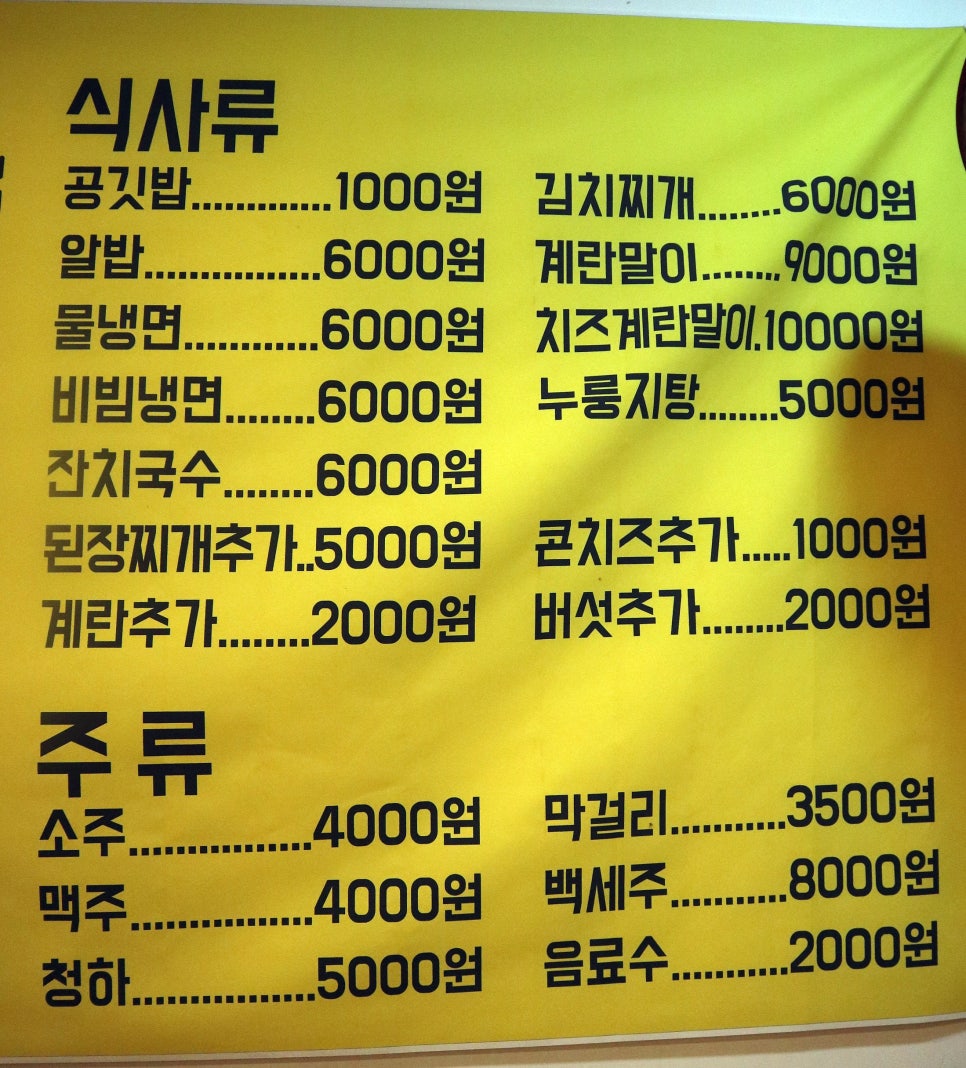 식사류
공깃밥..............1000원
알밥................6000원
물냉면............6000원
비빔냉면........6000원
잔치국수........6000원
된장찌개추가..5000원
계란추가........2000원
김치찌개........6000원
계란말이........9000원
치즈계란말이.10000원
누룽지탕........5000원
콘치즈추가.....1000원
버섯추가........2000원
주류
소주................4000원
맥주................4000원
청하................5000원
막걸리...........3500원
백세주...........8000원
음료수...........2000원